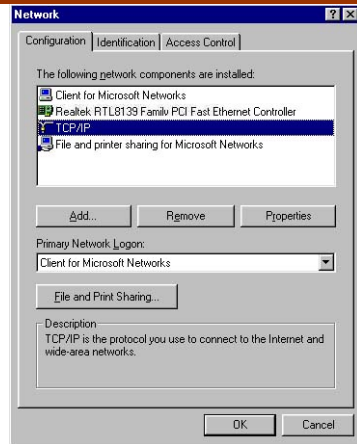 Network
Configuration Identification Access Control
The following network components are installed:
Client for Microsoft Networks
Realtek RTL8139 Family PCI Fast Ethernet Controller
TCP/IP
File and printer sharing for Microsoft Networks
Add... Remove Properties
Primary Network Logon:
Client for Microsoft Networks
File and Print Sharing...
Description
TCP/IP is the protocol you use to connect to the Internet and
wide-area networks.
OK Cancel